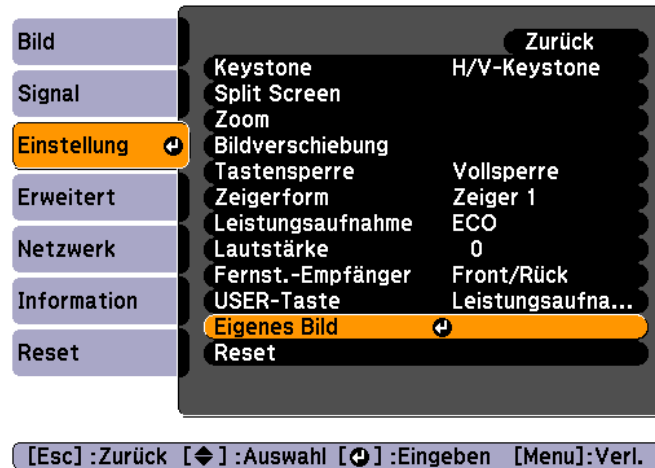 Bild
Signal
Einstellung
Erweitert
Netzwerk
Information
Reset
Zurück
Keystone H/V-Keystone
Split Screen
Zoom
Bildverschiebung
Tastensperre Vollsperre
Zeigerform Zeiger 1
Leistungsaufnahme ECO
Lautstärke 0
Fernst.-Empfänger Front/Rück
USER-Taste Leistungsaufna...
Eigenes Bild
Reset
[Esc] :Zurück [◆] :Auswahl [↵] :Eingeben [Menu]:Verl.